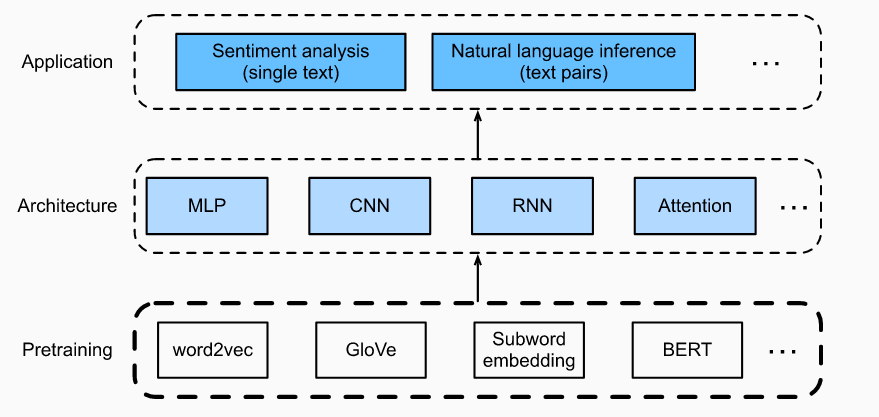 Application
Sentiment analysis
(single text)
Natural language inference
(text pairs)
...
Architecture
MLP
CNN
RNN
Attention
...
Pretraining
word2vec
GloVe
Subword
embedding
BERT
...